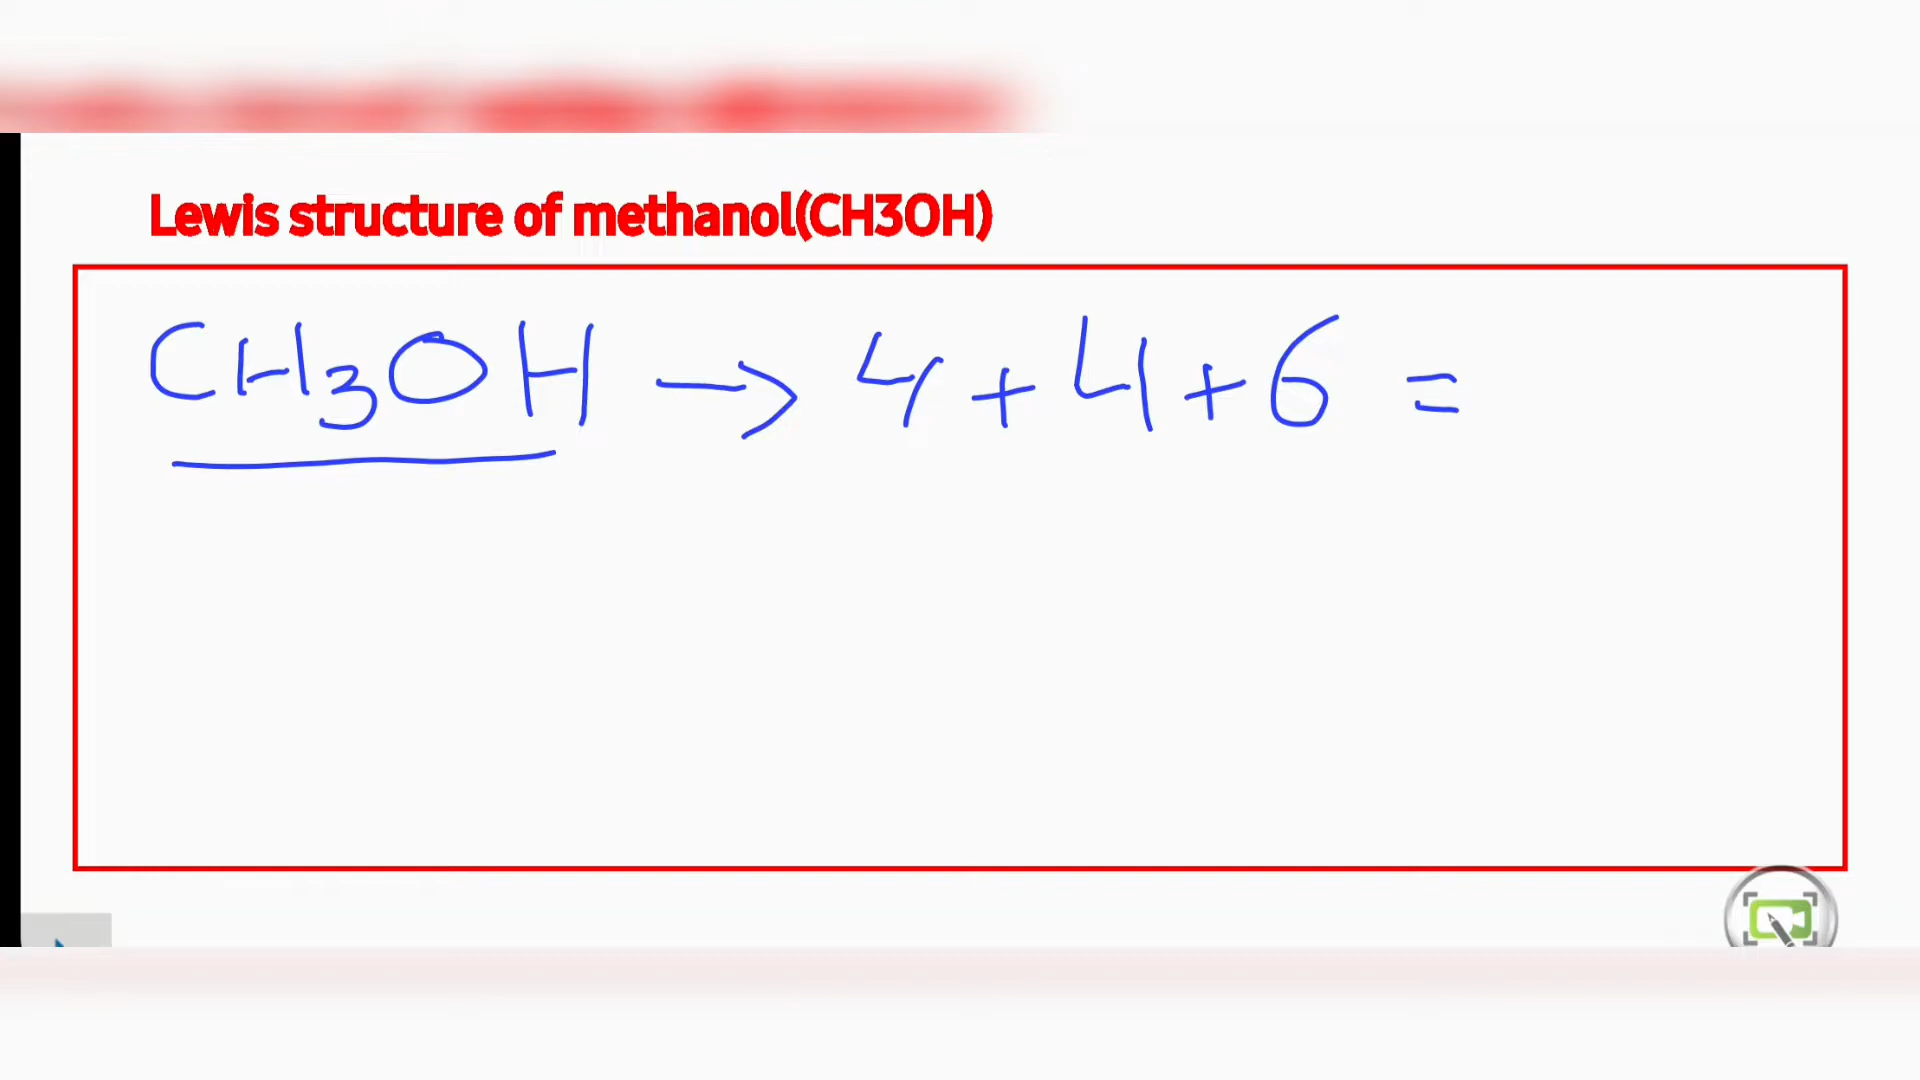 Lewis structure of methanol(CH3OH)
CH3OH → 4 + 4 + 6 =